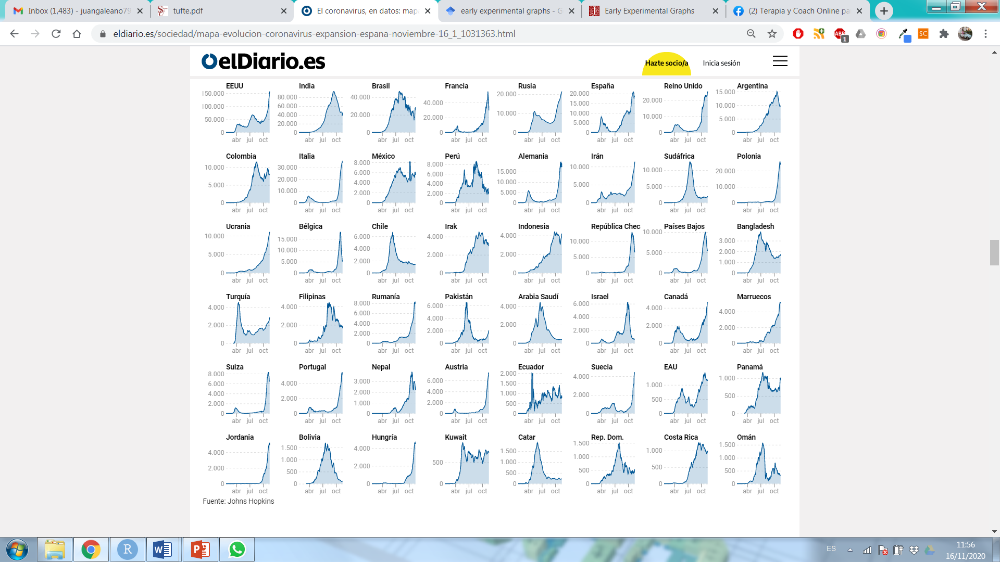 Inbox (1,483) - juangaleano79
tufte.pdf
El coronavirus, en datos: map
early experimental graphs - G
Early Experimental Graphs
(2) Terapia y Coach Online pa
eldiario.es/sociedad/mapa-evolucion-coronavirus-expansion-espana-noviembre-16_1_1031363.html
ABP
1
SC
elDiario.es
Hazte socio/a
Inicia sesión
EEUU
150.000
100.000
50.000
0
abr jul oct
India
80.000
60.000
40.000
20.000
0
abr jul oct
Brasil
40.000
20.000
0
abr jul oct
Francia
40.000
20.000
0
abr jul oct
Rusia
20.000
10.000
0
abr jul oct
España
20.000
15.000
10.000
5.000
0
abr jul oct
Reino Unido
20.000
10.000
0
abr jul oct
Argentina
15.000
10.000
5.000
0
abr jul oct
Colombia
10.000
5.000
0
abr jul oct
Italia
30.000
20.000
10.000
0
abr jul oct
México
8.000
6.000
4.000
2.000
0
abr jul oct
Perú
8.000
6.000
4.000
2.000
0
abr jul oct
Alemania
15.000
10.000
5.000
0
abr jul oct
Irán
10.000
5.000
0
abr jul oct
Sudáfrica
10.000
5.000
0
abr jul oct
Polonia
20.000
10.000
0
abr jul oct
Ucrania
10.000
5.000
0
abr jul oct
Bélgica
15.000
10.000
5.000
0
abr jul oct
Chile
6.000
4.000
2.000
0
abr jul oct
Irak
4.000
2.000
0
abr jul oct
Indonesia
4.000
2.000
0
abr jul oct
República Chec
10.000
5.000
0
abr jul oct
Países Bajos
10.000
5.000
0
abr jul oct
Bangladesh
3.000
2.000
1.000
0
abr jul oct
Turquía
4.000
2.000
0
abr jul oct
Filipinas
4.000
2.000
0
abr jul oct
Rumanía
8.000
6.000
4.000
2.000
0
abr jul oct
Pakistán
6.000
4.000
2.000
0
abr jul oct
Arabia Saudí
4.000
2.000
0
abr jul oct
Israel
6.000
4.000
2.000
0
abr jul oct
Canadá
4.000
2.000
0
abr jul oct
Marruecos
4.000
2.000
0
abr jul oct
Suiza
8.000
6.000
4.000
2.000
0
abr jul oct
Portugal
4.000
2.000
0
abr jul oct
Nepal
3.000
2.000
1.000
0
abr jul oct
Austria
6.000
4.000
2.000
0
abr jul oct
Ecuador
2.000
1.500
1.000
500
0
abr jul oct
Suecia
4.000
2.000
0
abr jul oct
EAU
1.000
500
0
abr jul oct
Panamá
1.000
500
0
abr jul oct
Jordania
4.000
2.000
0
abr jul oct
Bolivia
1.500
1.000
500
0
abr jul oct
Hungría
4.000
2.000
0
abr jul oct
Kuwait
500
0
abr jul oct
Catar
1.500
1.000
500
0
abr jul oct
Rep. Dom.
1.500
1.000
500
0
abr jul oct
Costa Rica
1.000
500
0
abr jul oct
Omán
1.500
1.000
500
0
abr jul oct
Fuente: Johns Hopkins
R
W
P
ES
11:56
16/11/2020